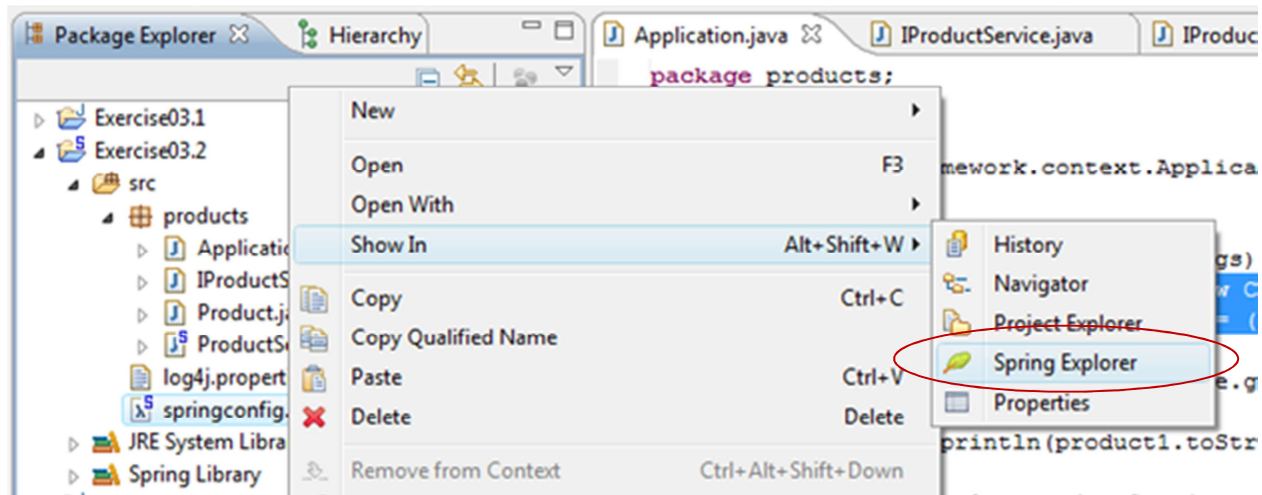 Package Explorer
Hierarchy
Application.java
IProductService.java
IProduc
package products;
Exercise03.1
Exercise03.2
src
products
Applicatio
IProductS
Product.ja
ProductSe
log4j.propert
springconfig.
JRE System Libra
Spring Library
New
Open F3
Open With
Show In Alt+Shift+W
Copy Ctrl+C
Copy Qualified Name
Paste Ctrl+V
Delete Delete
Remove from Context Ctrl+Alt+Shift+Down
History
Navigator
Project Explorer
Spring Explorer
Properties
mework.context.Applica
gs)
w C
= (
e.g
println(product1.toStr